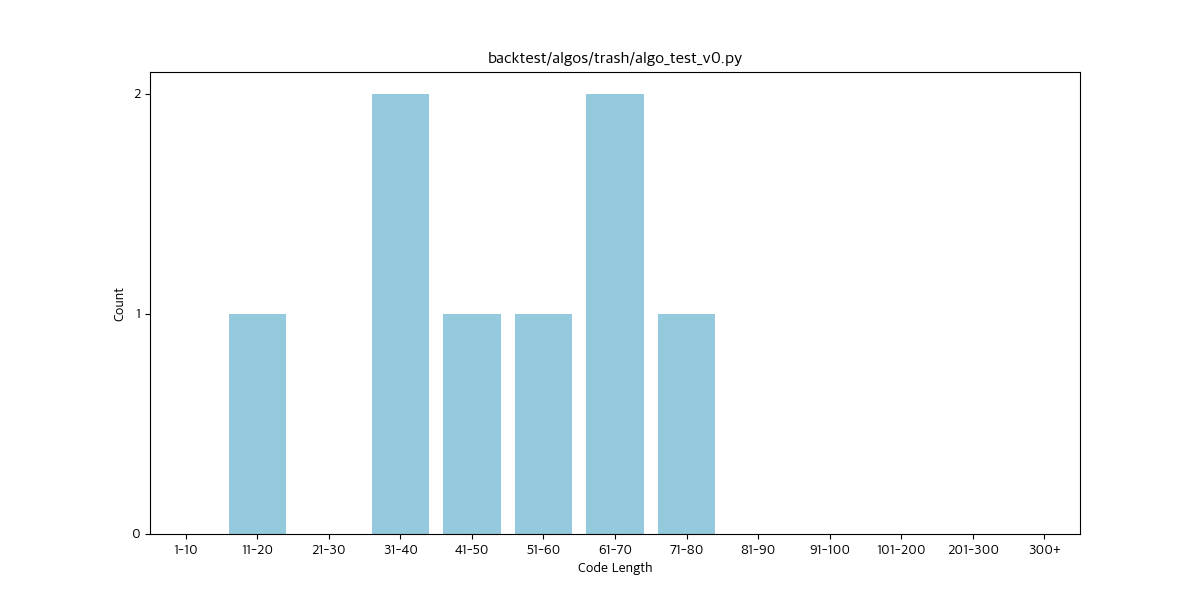 backtest/algos/trash/algo_test_v0.py
2
1
0
Count
1-10 11-20 21-30 31-40 41-50 51-60 61-70 71-80 81-90 91-100 101-200 201-300 300+
Code Length